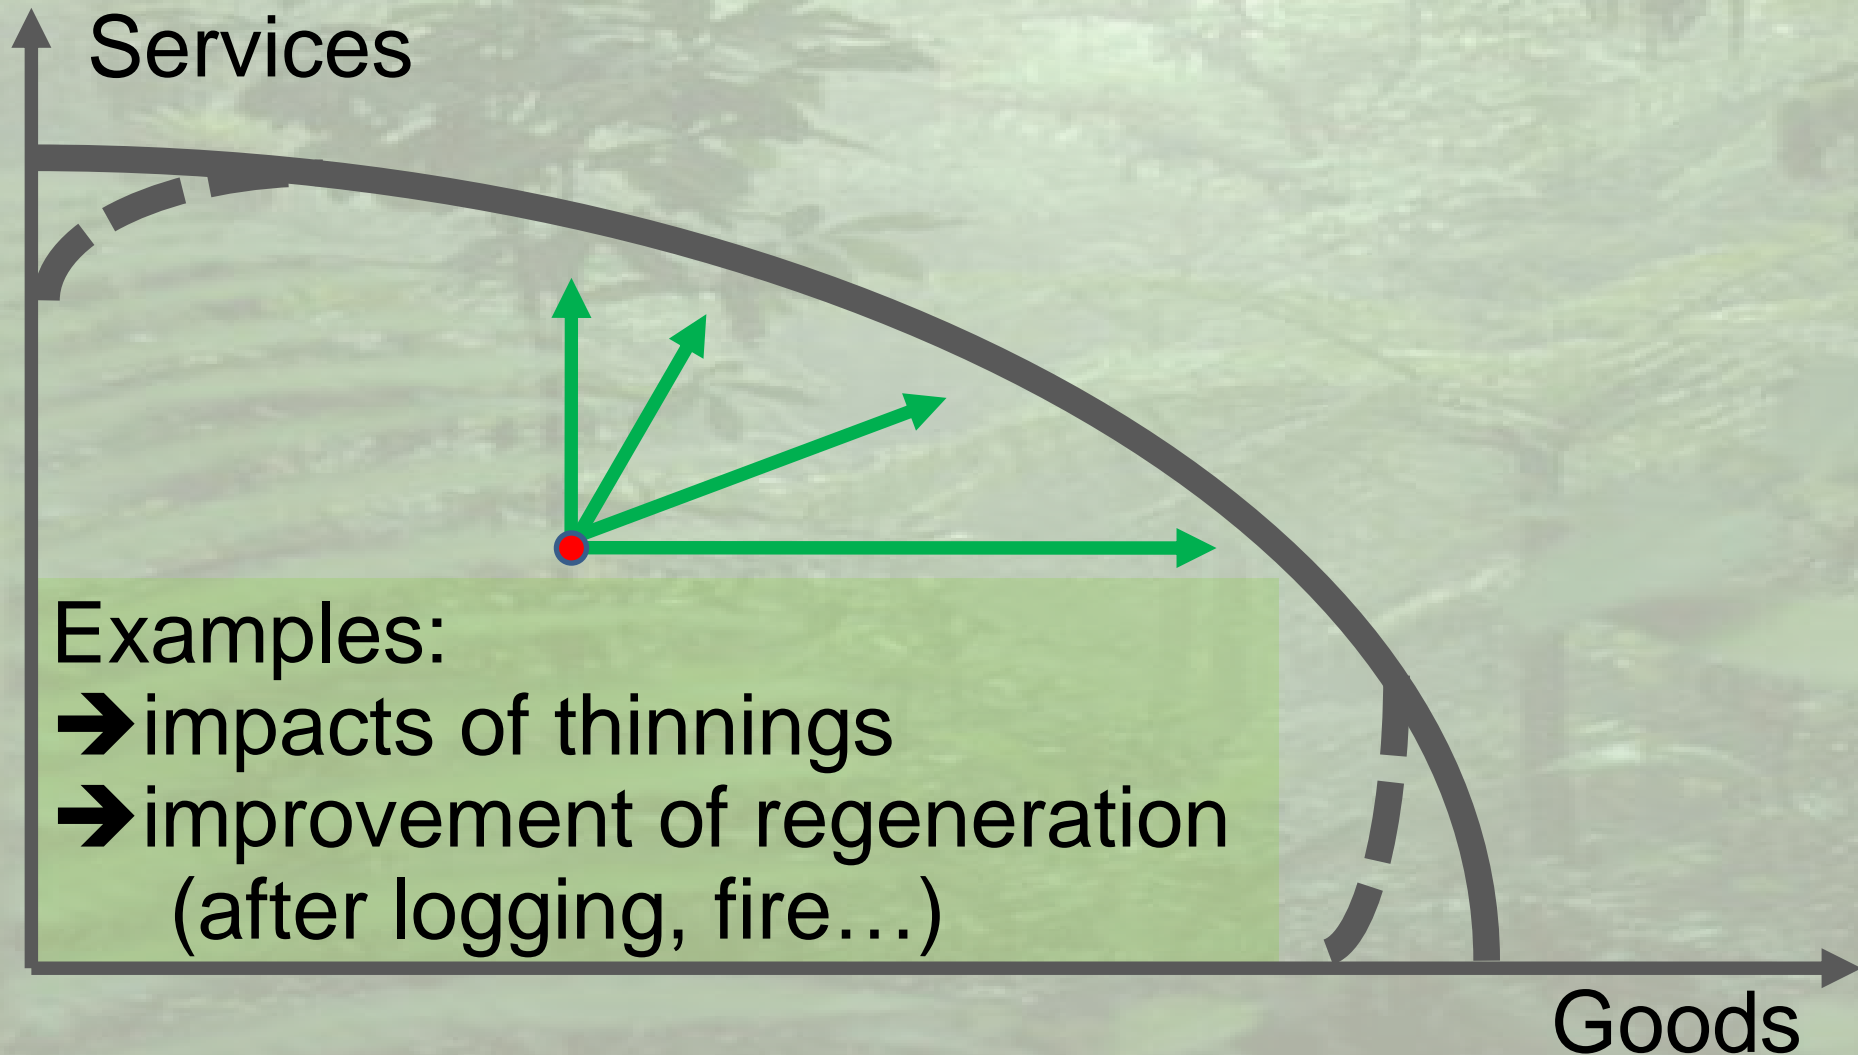 Services
Examples:
➔impacts of thinnings
➔improvement of regeneration
(after logging, fire…)
Goods